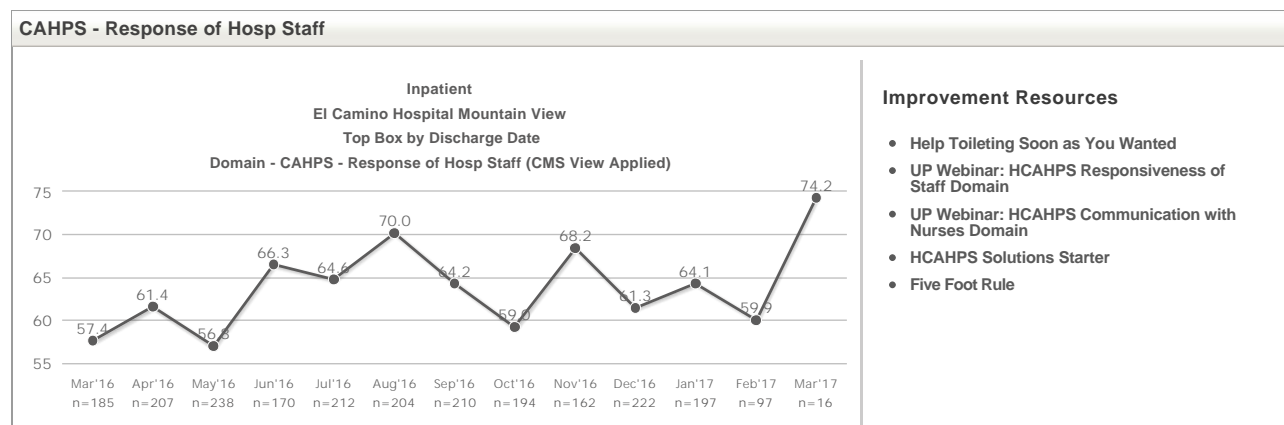 CAHPS - Response of Hosp Staff
Inpatient
El Camino Hospital Mountain View
Top Box by Discharge Date
Domain - CAHPS - Response of Hosp Staff (CMS View Applied)
75
70
65
60
55
57.4
61.4
56.8
66.3
64.6
70.0
64.2
59.0
68.2
61.3
64.1
59.9
74.2
Mar'16 Apr'16 May'16 Jun'16 Jul'16 Aug'16 Sep'16 Oct'16 Nov'16 Dec'16 Jan'17 Feb'17 Mar'17
n=185 n=207 n=238 n=170 n=212 n=204 n=210 n=194 n=162 n=222 n=197 n=97 n=16
Improvement Resources
Help Toileting Soon as You Wanted
UP Webinar: HCAHPS Responsiveness of
Staff Domain
UP Webinar: HCAHPS Communication with
Nurses Domain
HCAHPS Solutions Starter
Five Foot Rule